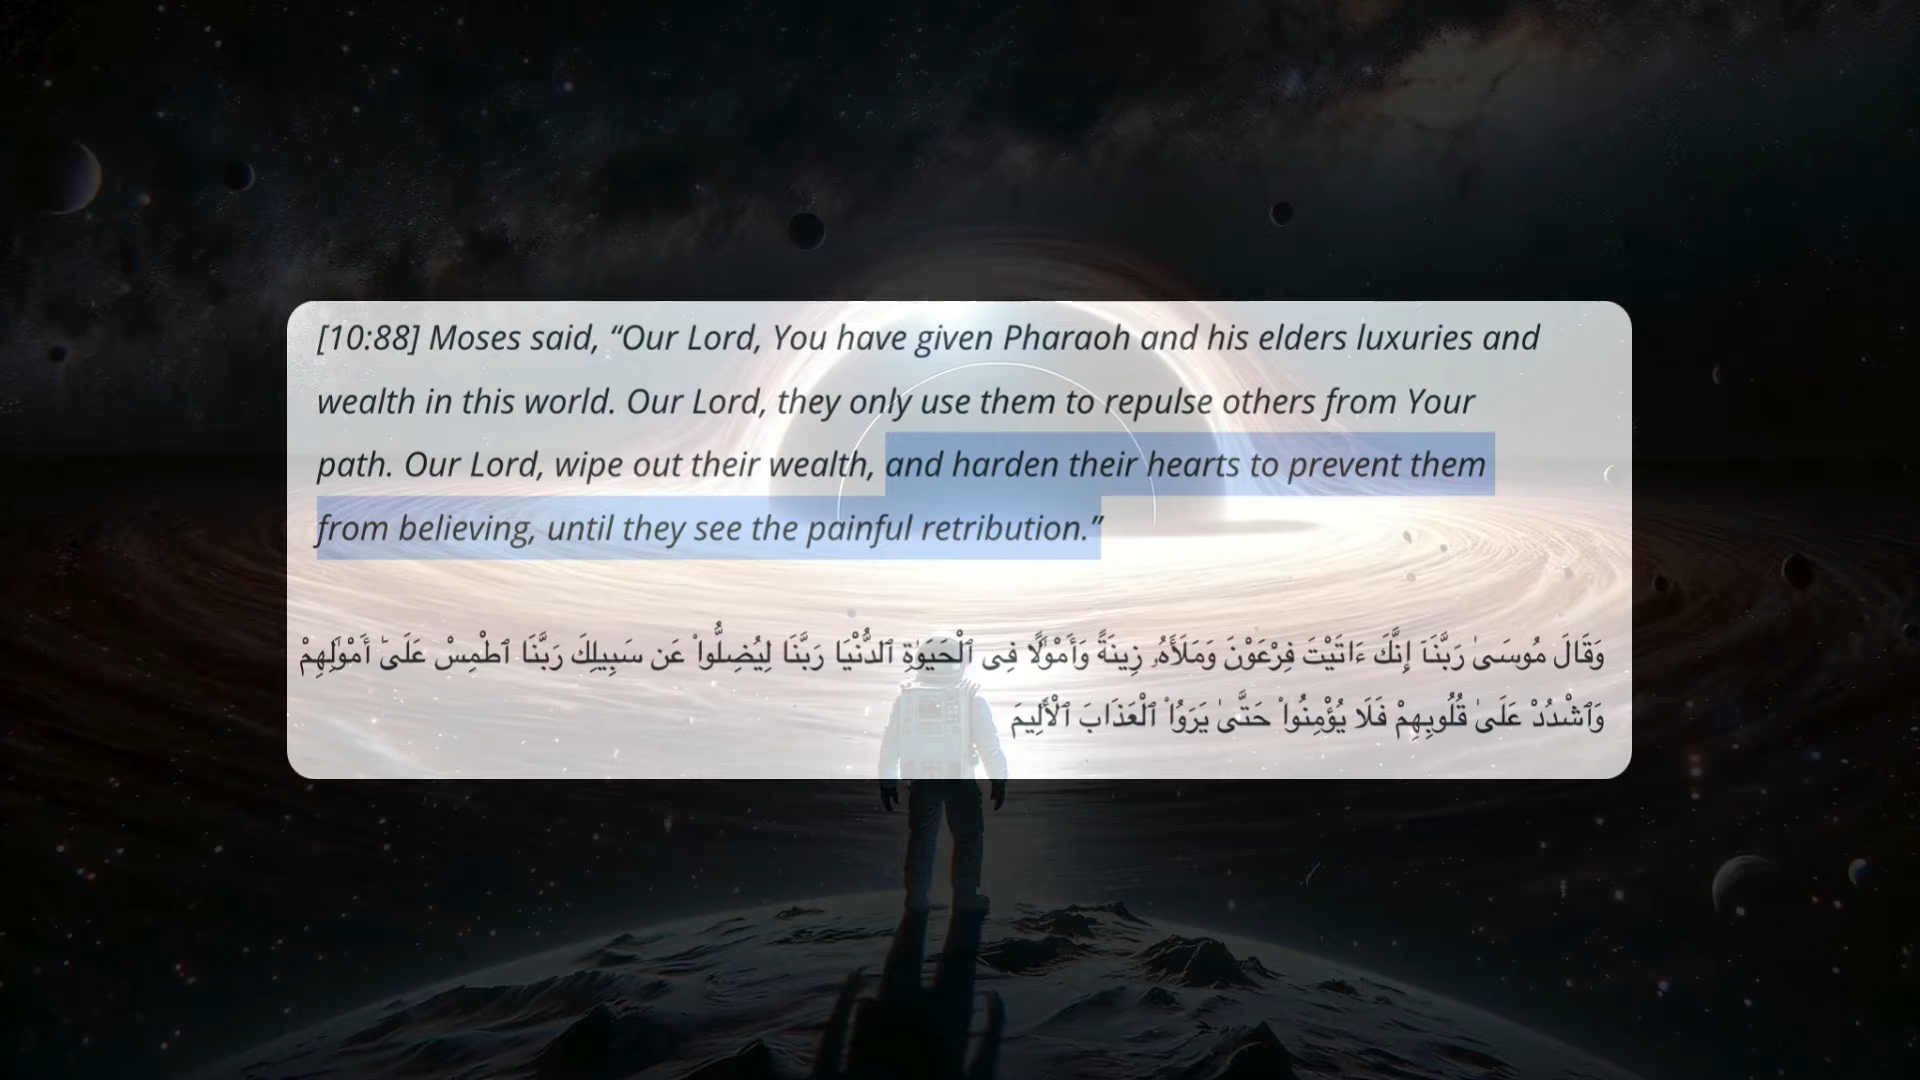 [10:88] Moses said, “Our Lord, You have given Pharaoh and his elders luxuries and
wealth in this world. Our Lord, they only use them to repulse others from Your
path. Our Lord, wipe out their wealth, and harden their hearts to prevent them
from believing, until they see the painful retribution.”
وَقَالَ مُوسَىٰ رَبَّنَآ إِنَّكَ ءَاتَيْتَ فِرْعَوْنَ وَمَلَأَهُۥ زِينَةً وَأَمْوَٰلًا فِى ٱلْحَيَوٰةِ ٱلدُّنْيَا رَبَّنَا لِيُضِلُّوا۟ عَن سَبِيلِكَ رَبَّنَا ٱطْمِسْ عَلَىٰٓ أَمْوَٰلِهِمْ
وَٱشْدُدْ عَلَىٰ قُلُوبِهِمْ فَلَا يُؤْمِنُوا۟ حَتَّىٰ يَرَوُا۟ ٱلْعَذَابَ ٱلْأَلِيمَ